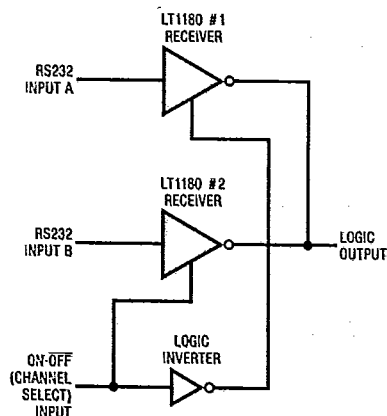 LT1180 #1
RECEIVER
RS232
INPUT A
LT1180 #2
RECEIVER
RS232
INPUT B
LOGIC
OUTPUT
LOGIC
INVERTER
ON-OFF
(CHANNEL
SELECT)
INPUT